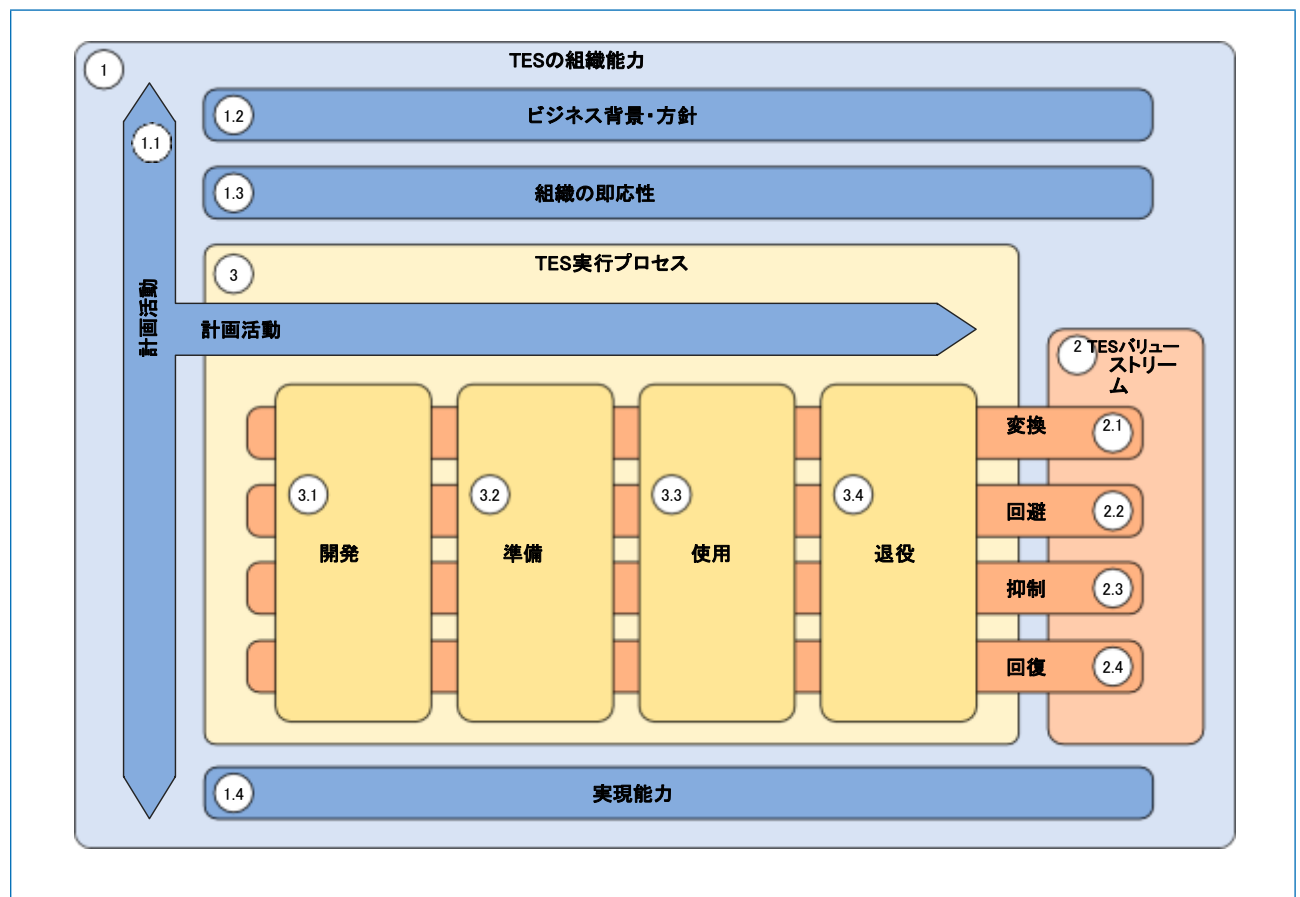 1
TESの組織能力
1.1
1.2
ビジネス背景・方針
1.3
組織の即応性
3
TES実行プロセス
計画活動
計画活動
2
TESバリュー
ストリー
ム
変換
2.1
3.1
3.2
3.3
3.4
回避
2.2
開発
準備
使用
退役
抑制
2.3
回復
2.4
1.4
実現能力